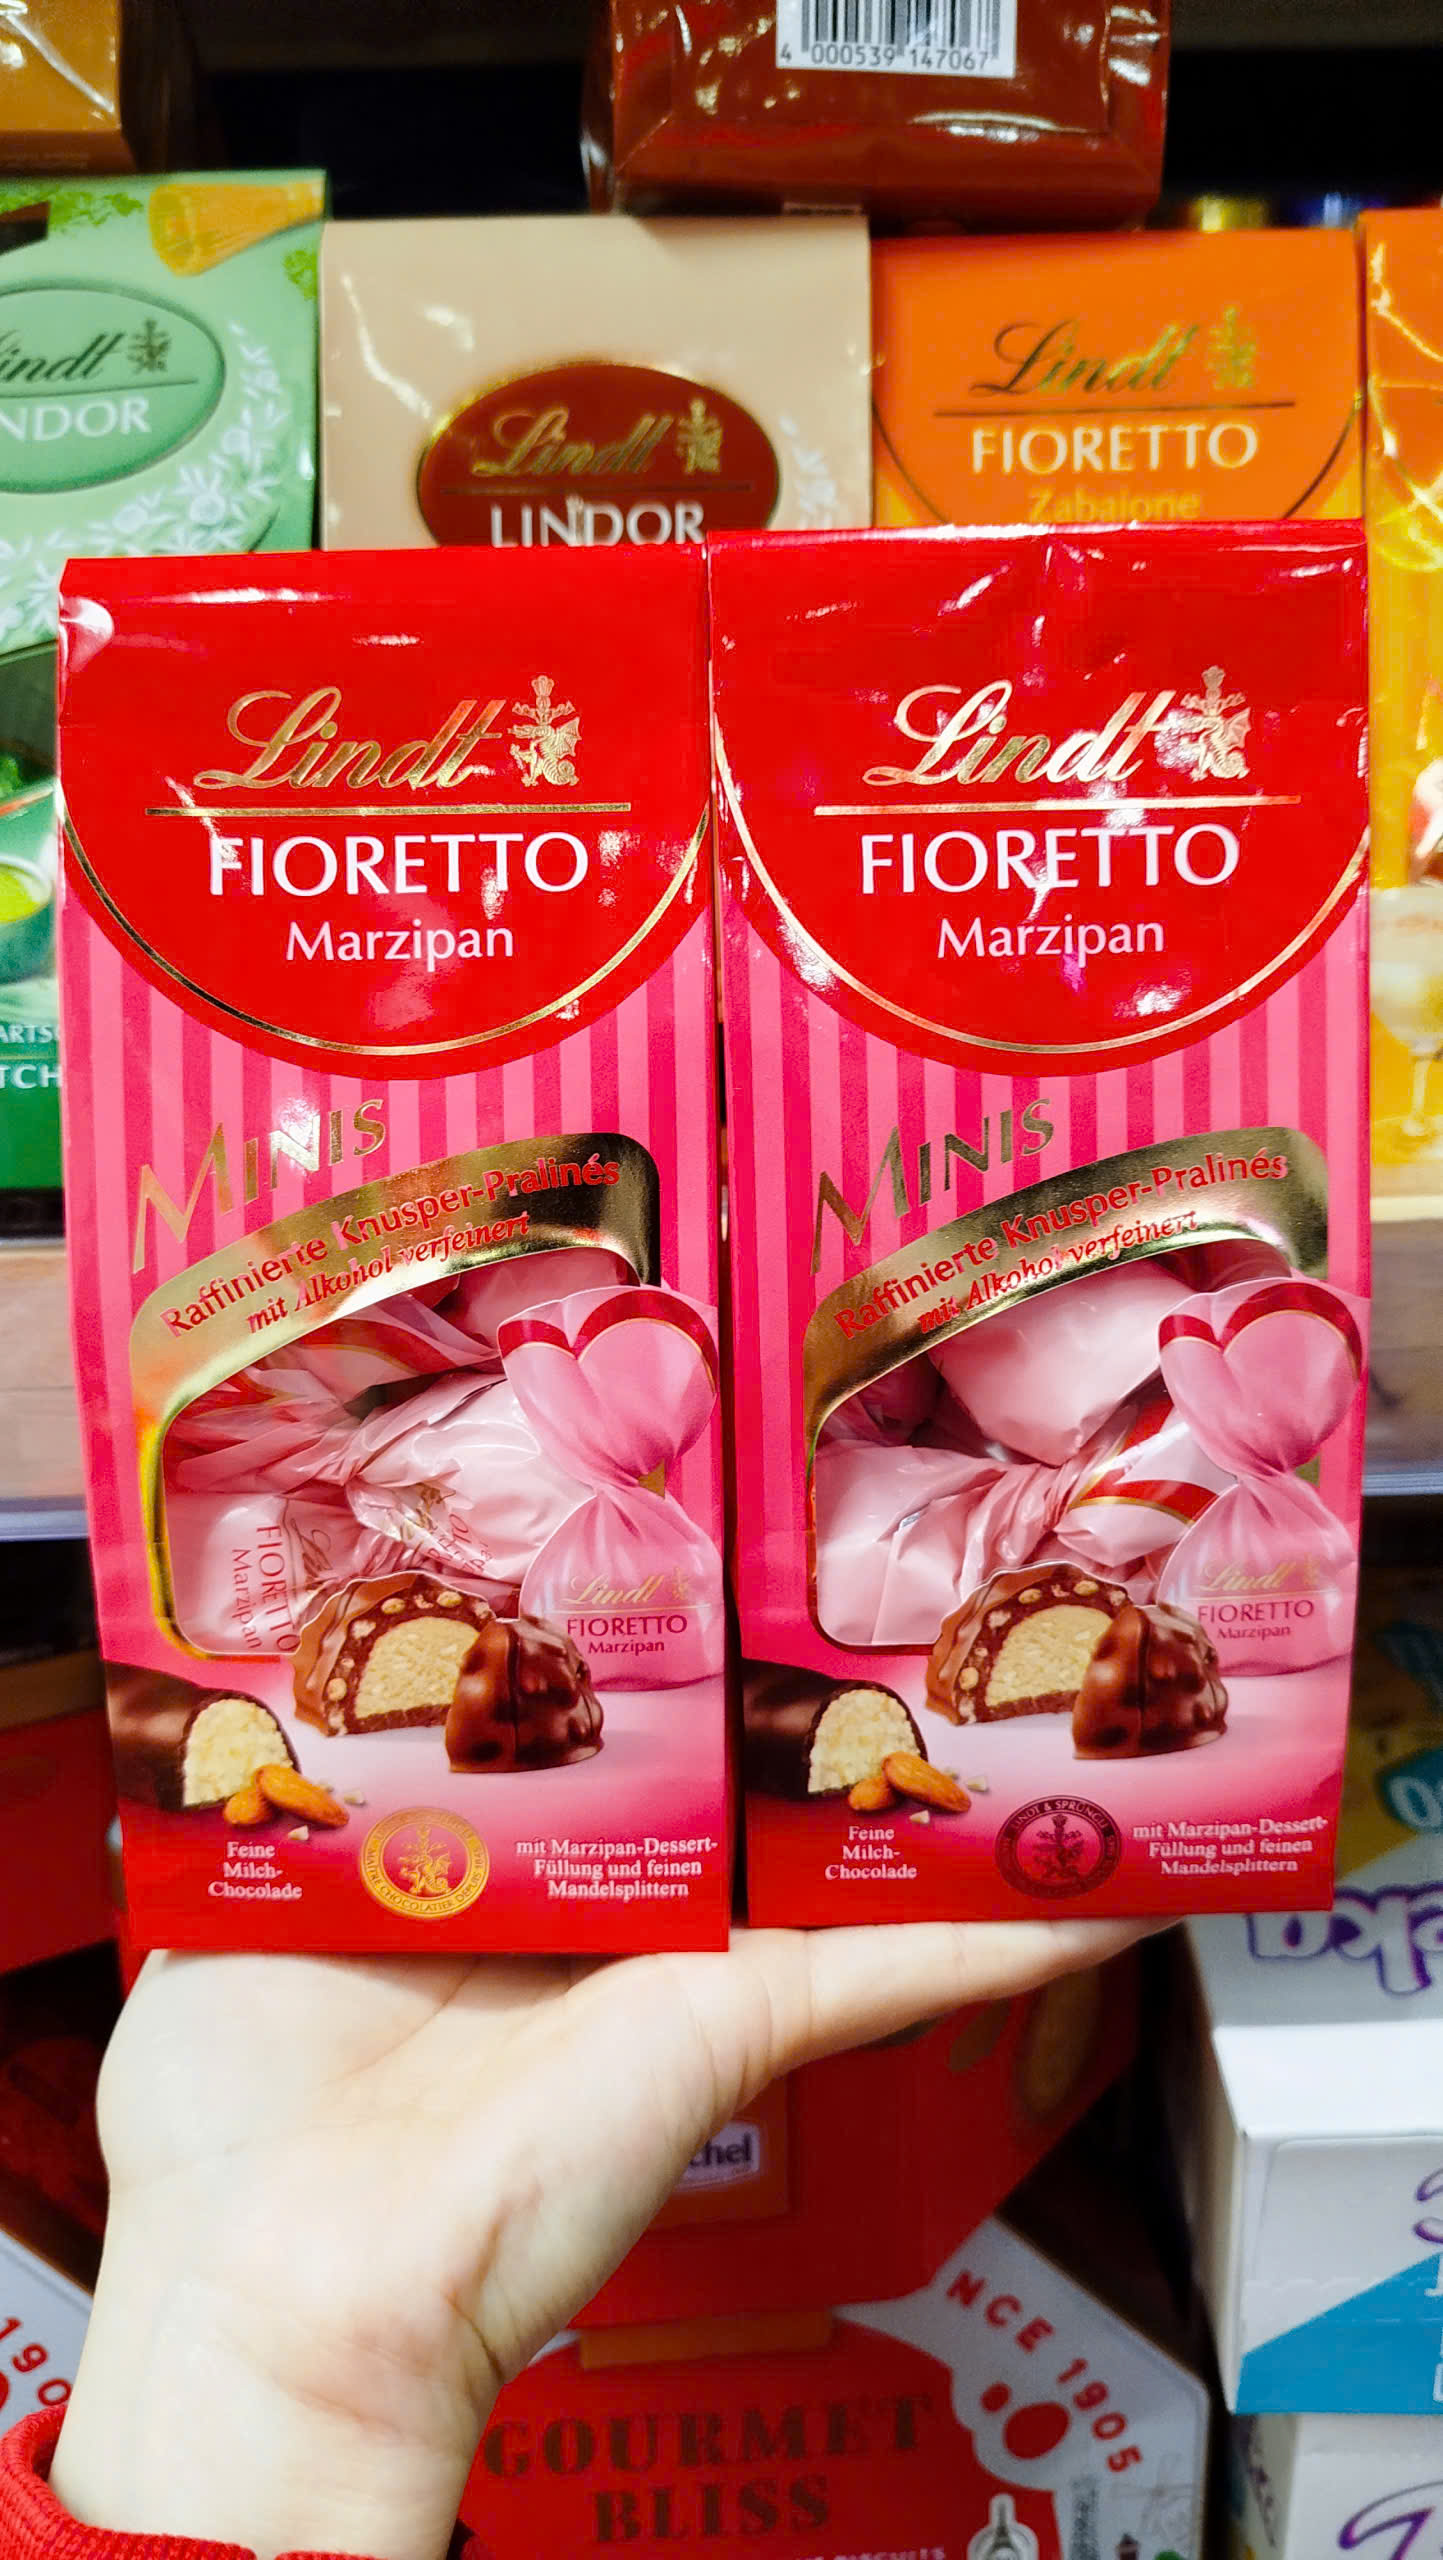 4 000539 147067
Lindt
LINDOR
Lindt
FIORETTO
Zabaione
Lindt
FIORETTO
Marzipan
MINIS
Raffinierte Knusper-Pralinés
mit Alkohol verfeinert
FIORETTO
Marzipan
Lindt
FIORETTO
Marzipan
Feine
Milch-
Chocolade
mit Marzipan-Dessert-
Füllung und feinen
Mandelsplittern
Lindt
FIORETTO
Marzipan
MINIS
Raffinierte Knusper-Pralinés
mit Alkohol verfeinert
Lindt
FIORETTO
Marzipan
Feine
Milch-
Chocolade
LINDT & SPRÜNGLI
mit Marzipan-Dessert-
Füllung und feinen
Mandelsplittern
1905
GOURMET
BLISS